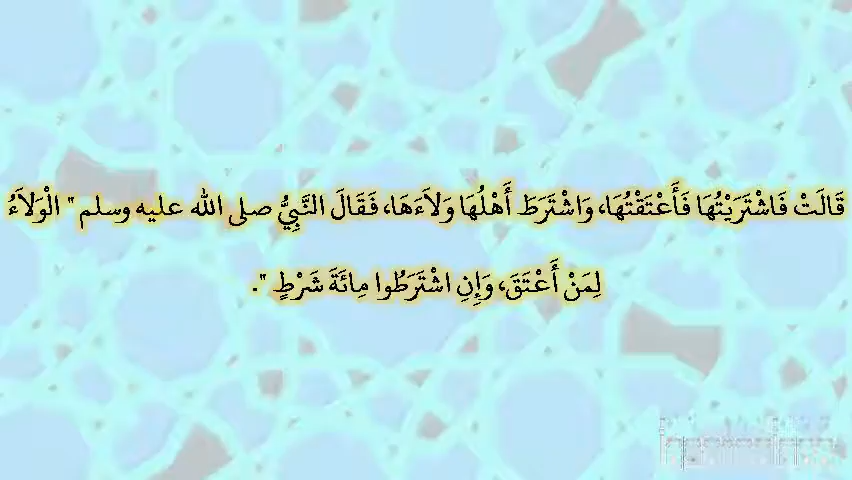 قَالَتْ فَاشْتَرَيْتُهَا فَأَعْتَقْتُهَا، وَاشْتَرَطَ أَهْلُهَا وَلاَءَهَا، فَقَالَ النَّبِيُّ صلى الله عليه وسلم " الْوَلاَءُ
لِمَنْ أَعْتَقَ، وَإِنِ اشْتَرَطُوا مِائَةَ شَرْطٍ ".